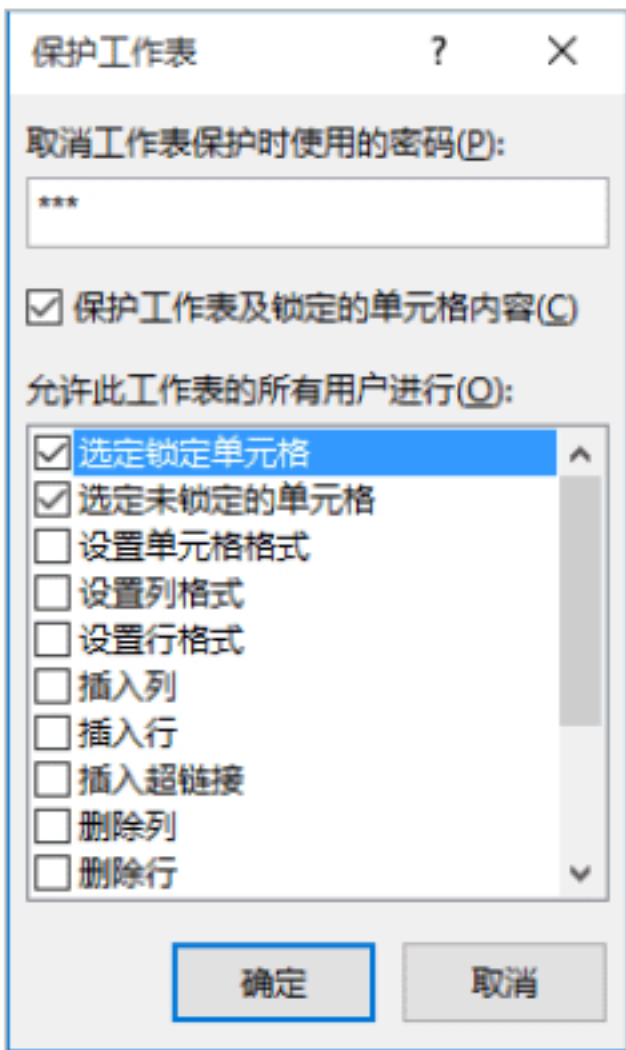 保护工作表 ? ×
取消工作表保护时使用的密码(P):
***
保护工作表及锁定的单元格内容(C)
允许此工作表的所有用户进行(O):
选定锁定单元格
选定未锁定的单元格
设置单元格格式
设置列格式
设置行格式
插入列
插入行
插入超链接
删除列
删除行
确定 取消